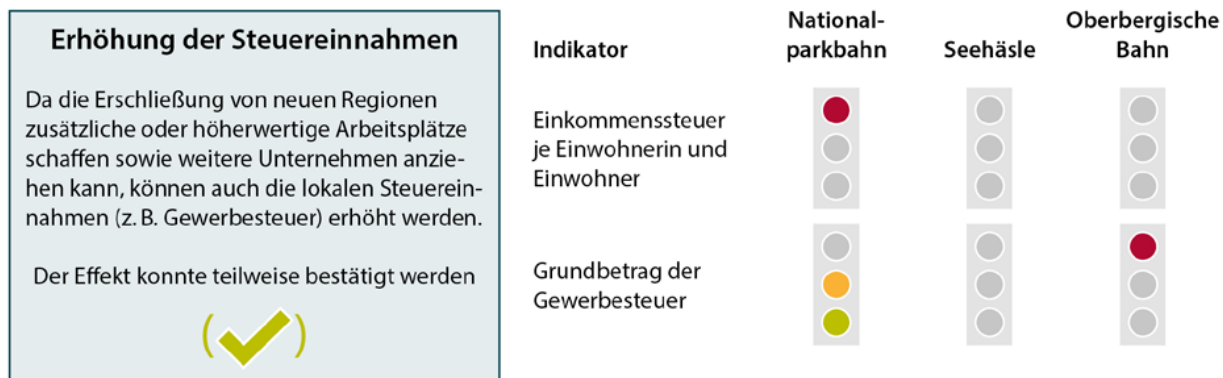 Erhöhung der Steuereinnahmen
Da die Erschließung von neuen Regionen
zusätzliche oder höherwertige Arbeitsplätze
schaffen sowie weitere Unternehmen anzie-
hen kann, können auch die lokalen Steuerein-
nahmen (z. B. Gewerbesteuer) erhöht werden.
Der Effekt konnte teilweise bestätigt werden
Indikator
National-
parkbahn
Seehäsle
Oberbergische
Bahn
Einkommenssteuer
je Einwohnerin und
Einwohner
Grundbetrag der
Gewerbesteuer